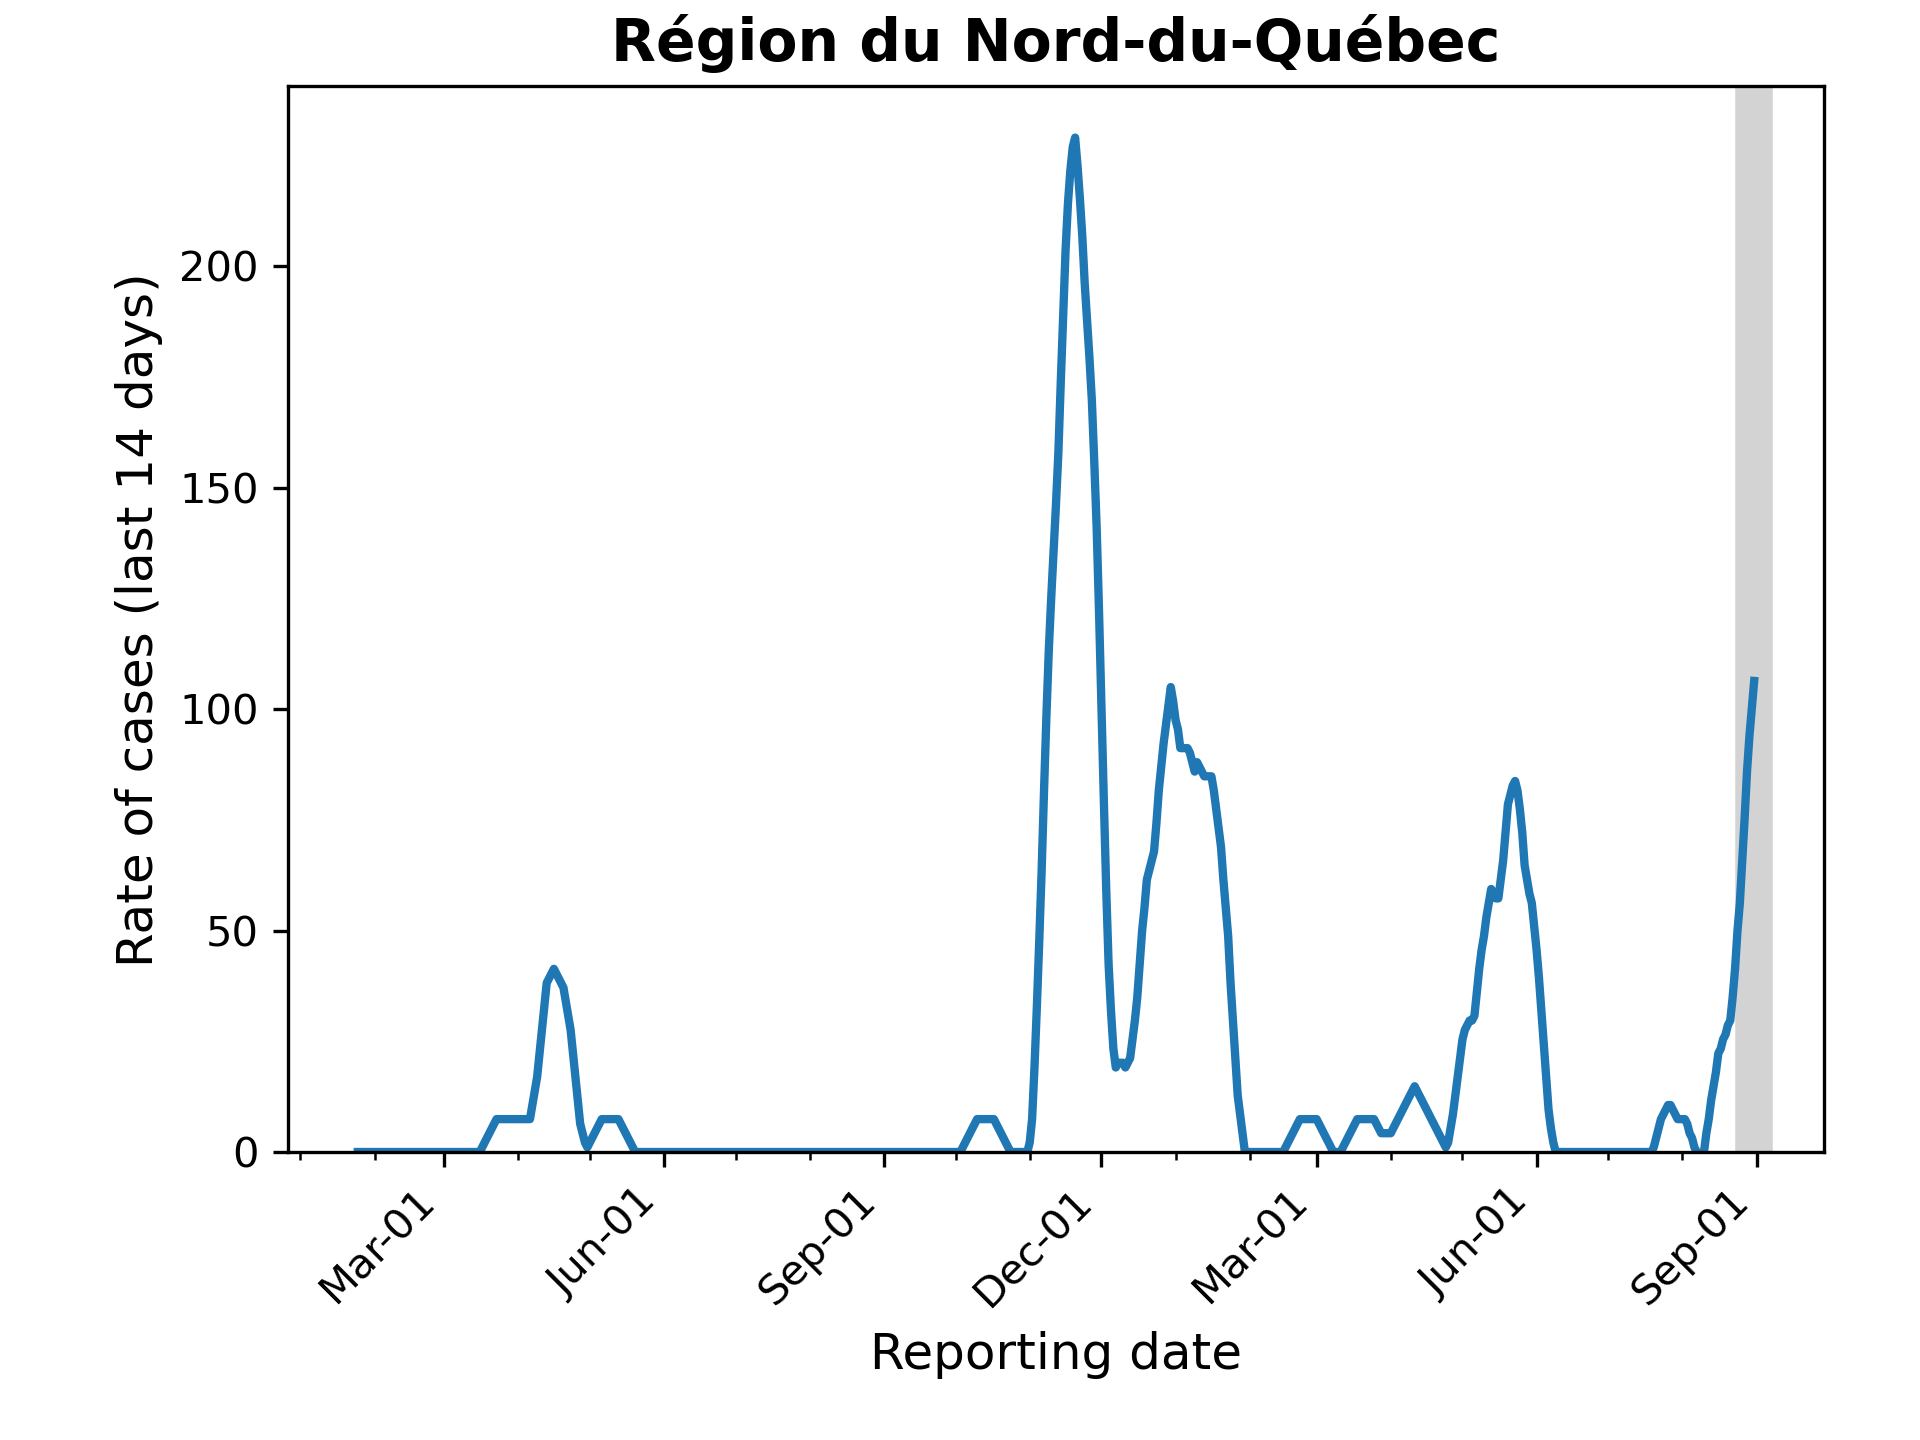 Région du Nord-du-Québec
Rate of cases (last 14 days)
200
150
100
50
0
Mar-01
Jun-01
Sep-01
Dec-01
Mar-01
Jun-01
Sep-01
Reporting date